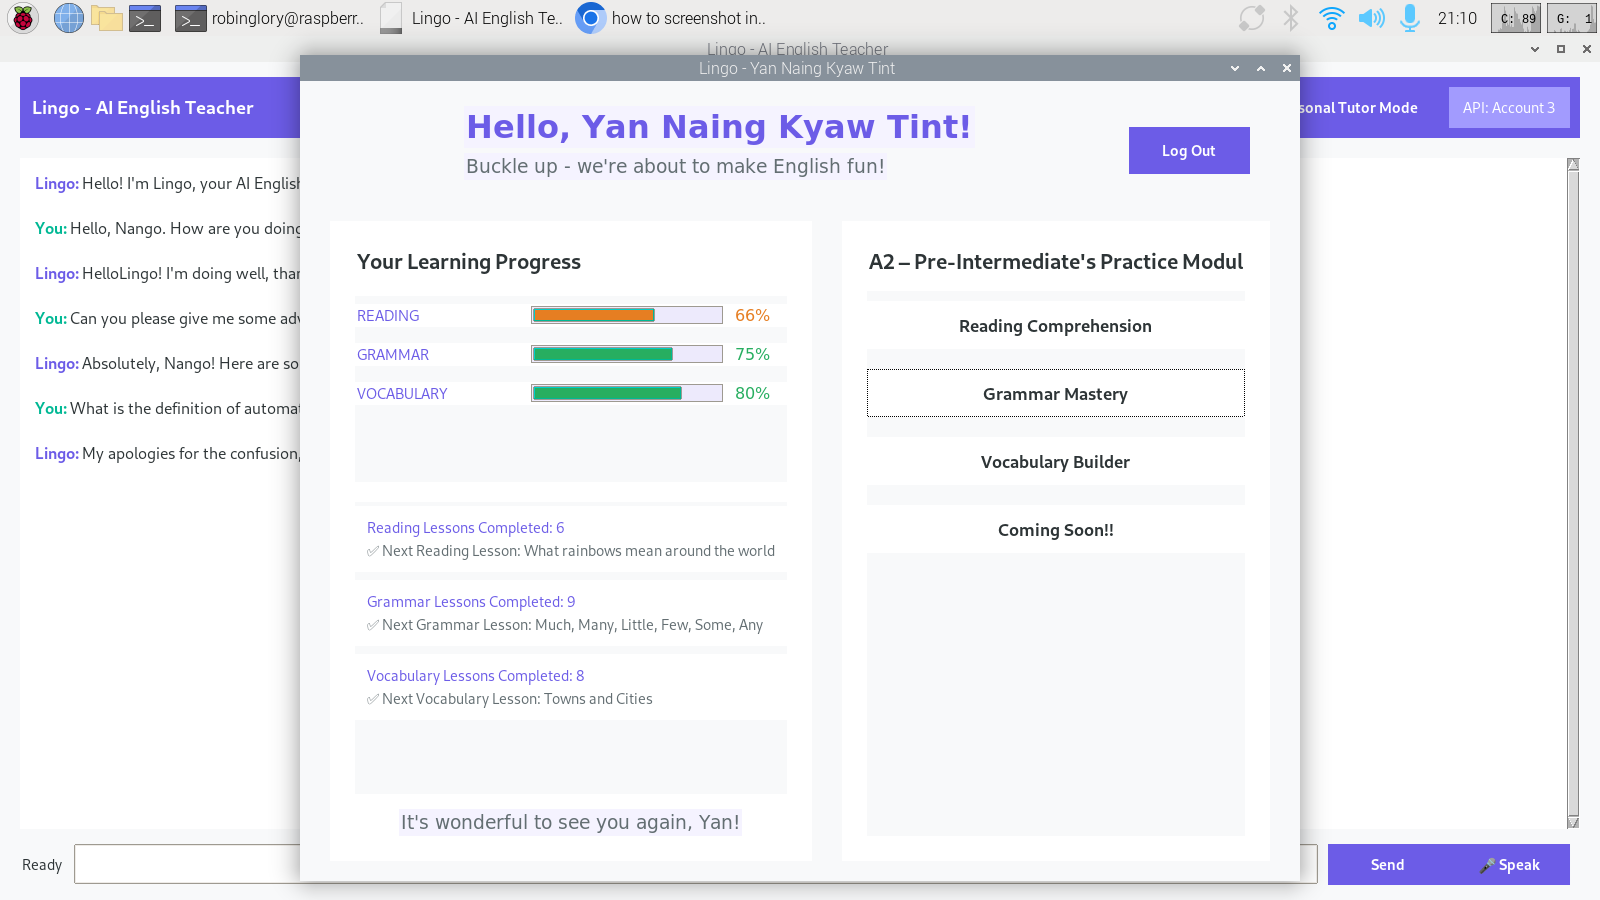 robinglory@raspberr..
Lingo - AI English Te..
how to screenshot in..
21:10
C: 89
G: 1
Lingo - AI English Teacher
Lingo - Yan Naing Kyaw Tint
Lingo - AI English Teacher
sonal Tutor Mode
API: Account 3
Hello, Yan Naing Kyaw Tint!
Buckle up - we're about to make English fun!
Log Out
Lingo: Hello! I'm Lingo, your AI English
You: Hello, Nango. How are you doing
Lingo: HelloLingo! I'm doing well, than
You: Can you please give me some adv
Lingo: Absolutely, Nango! Here are so
You: What is the definition of automat
Lingo: My apologies for the confusion,
Your Learning Progress
READING 66%
GRAMMAR 75%
VOCABULARY 80%
Reading Lessons Completed: 6
✅ Next Reading Lesson: What rainbows mean around the world
Grammar Lessons Completed: 9
✅ Next Grammar Lesson: Much, Many, Little, Few, Some, Any
Vocabulary Lessons Completed: 8
✅ Next Vocabulary Lesson: Towns and Cities
It's wonderful to see you again, Yan!
A2 – Pre-Intermediate's Practice Modul
Reading Comprehension
Grammar Mastery
Vocabulary Builder
Coming Soon!!
Ready
Send
🎤 Speak